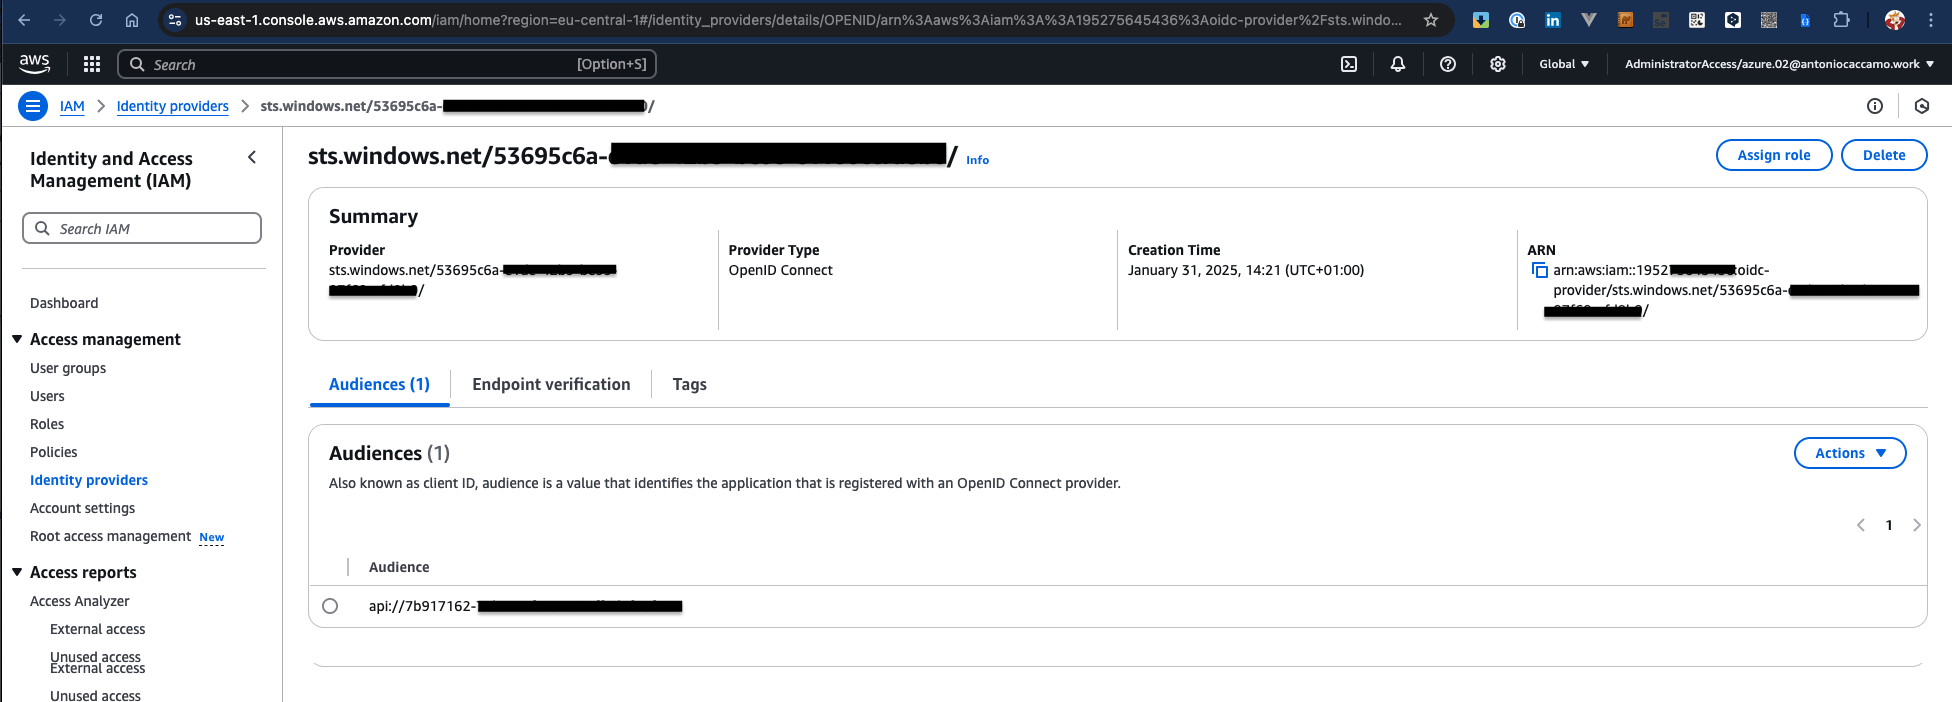 us-east-1.console.aws.amazon.com/iam/home?region=eu-central-1#/identity_providers/details/OPENID/arn%3Aaws%3Aiam%3A%3A195275645436%3Aoidc-provider%2Fsts.windo...
aws
Search [Option+S]
Global
AdministratorAccess/azure.02@antoniocaccamo.work
IAM > Identity providers > sts.windows.net/53695c6a- /
Identity and Access
Management (IAM)
Search IAM
Dashboard
Access management
User groups
Users
Roles
Policies
Identity providers
Account settings
Root access management New
Access reports
Access Analyzer
External access
Unused access
External access
Unused access
sts.windows.net/53695c6a- / Info
Assign role
Delete
Summary
Provider
sts.windows.net/53695c6a-
/
Provider Type
OpenID Connect
Creation Time
January 31, 2025, 14:21 (UTC+01:00)
ARN
arn:aws:iam::1952 :oidc-
provider/sts.windows.net/53695c6a-
/
Audiences (1)
Endpoint verification
Tags
Audiences (1)
Actions
Also known as client ID, audience is a value that identifies the application that is registered with an OpenID Connect provider.
1
Audience
api://7b917162-